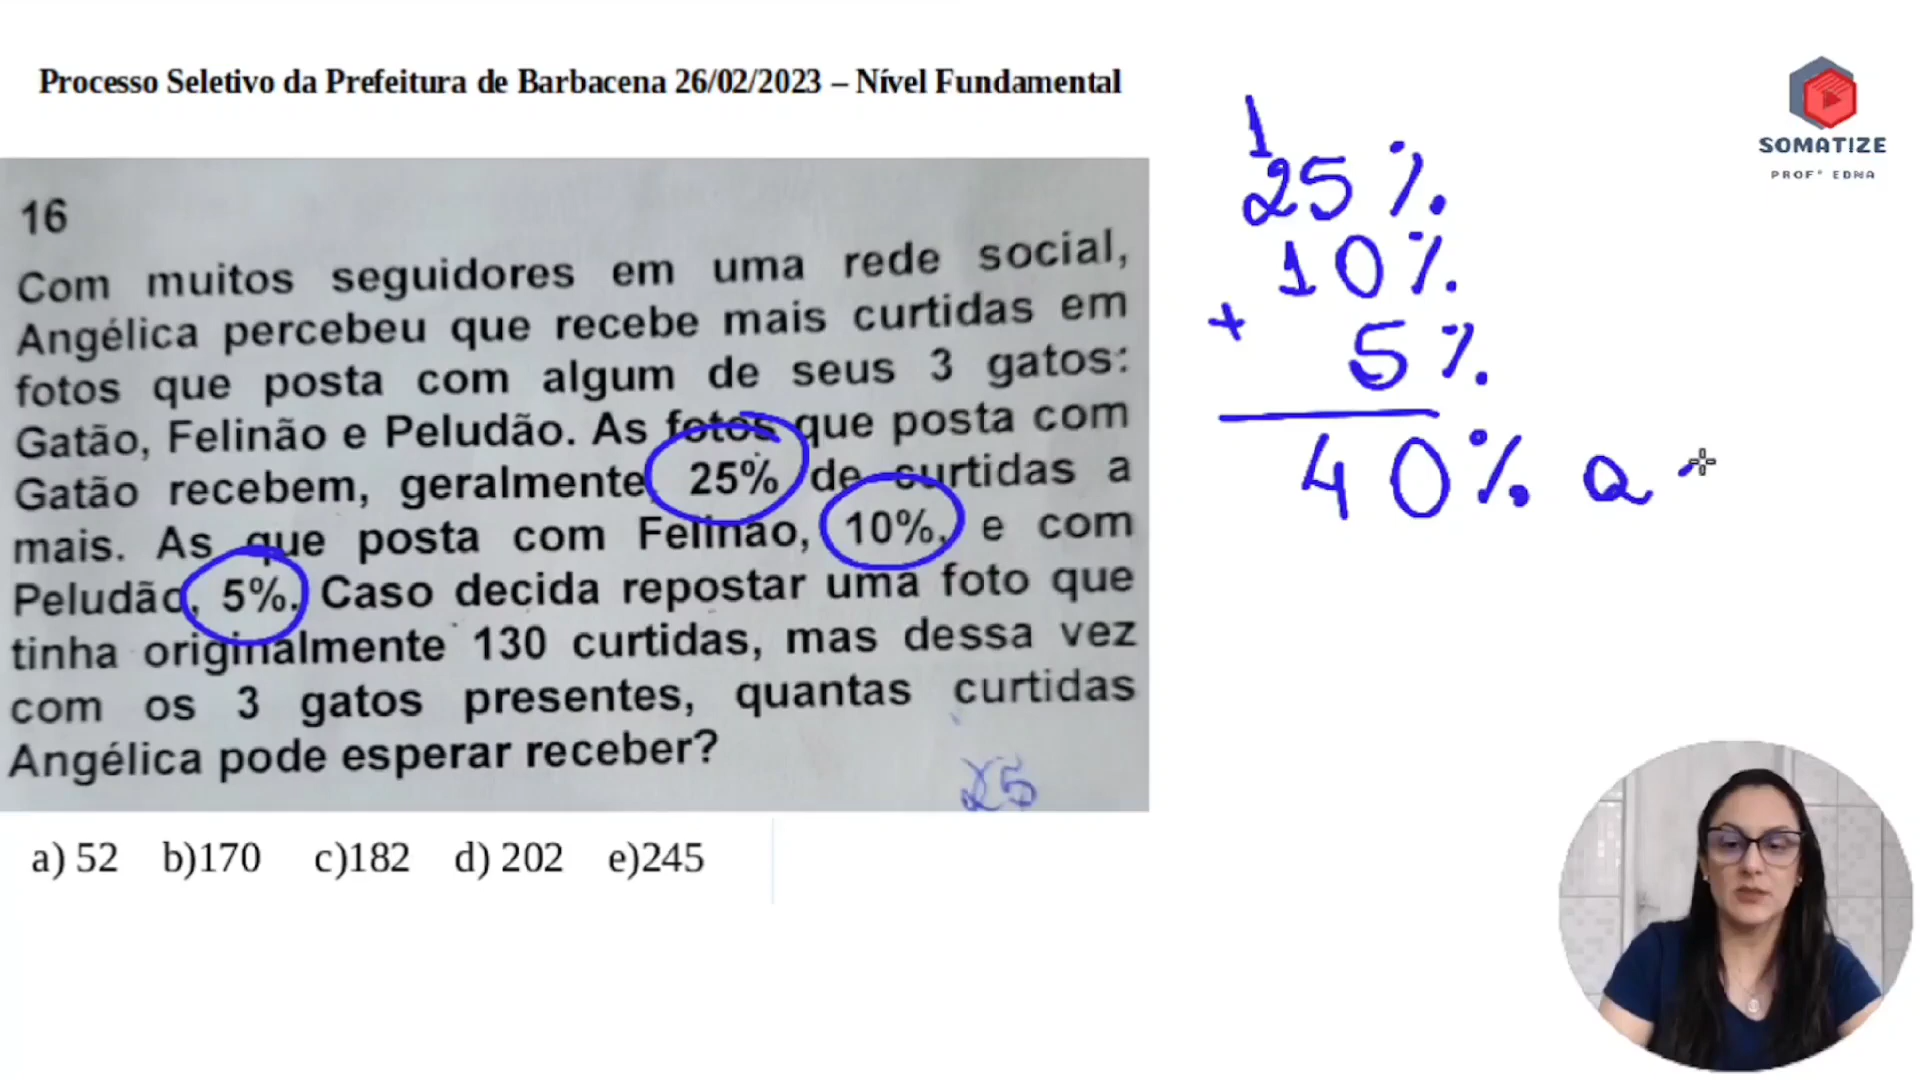 Processo Seletivo da Prefeitura de Barbacena 26/02/2023 – Nível Fundamental
16
Com muitos seguidores em uma rede social,
Angélica percebeu que recebe mais curtidas em
fotos que posta com algum de seus 3 gatos:
Gatão, Felinão e Peludão. As fotos que posta com
Gatão recebem, geralmente 25% de curtidas a
mais. As que posta com Felinão, 10%, e com
Peludão, 5%. Caso decida repostar uma foto que
tinha originalmente 130 curtidas, mas dessa vez
com os 3 gatos presentes, quantas curtidas
Angélica pode esperar receber?
25
a) 52 b)170 c)182 d) 202 e)245
1
25%
10%
+ 5%
40% a
SOMATIZE
PROFª EDNA